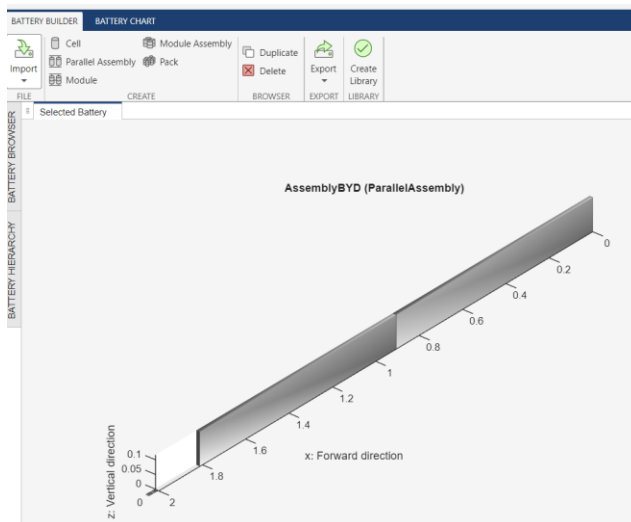 BATTERY BUILDER BATTERY CHART
Import
Cell
Parallel Assembly
Module
Module Assembly
Pack
Duplicate
Delete
Export
Create
Library
FILE CREATE BROWSER EXPORT LIBRARY
BATTERY BROWSER
BATTERY HIERARCHY
Selected Battery
AssemblyBYD (ParallelAssembly)
0
0.2
0.4
0.6
0.8
1
1.2
1.4
1.6
1.8
2
x: Forward direction
0.1
0.05
0
0
z: Vertical direction